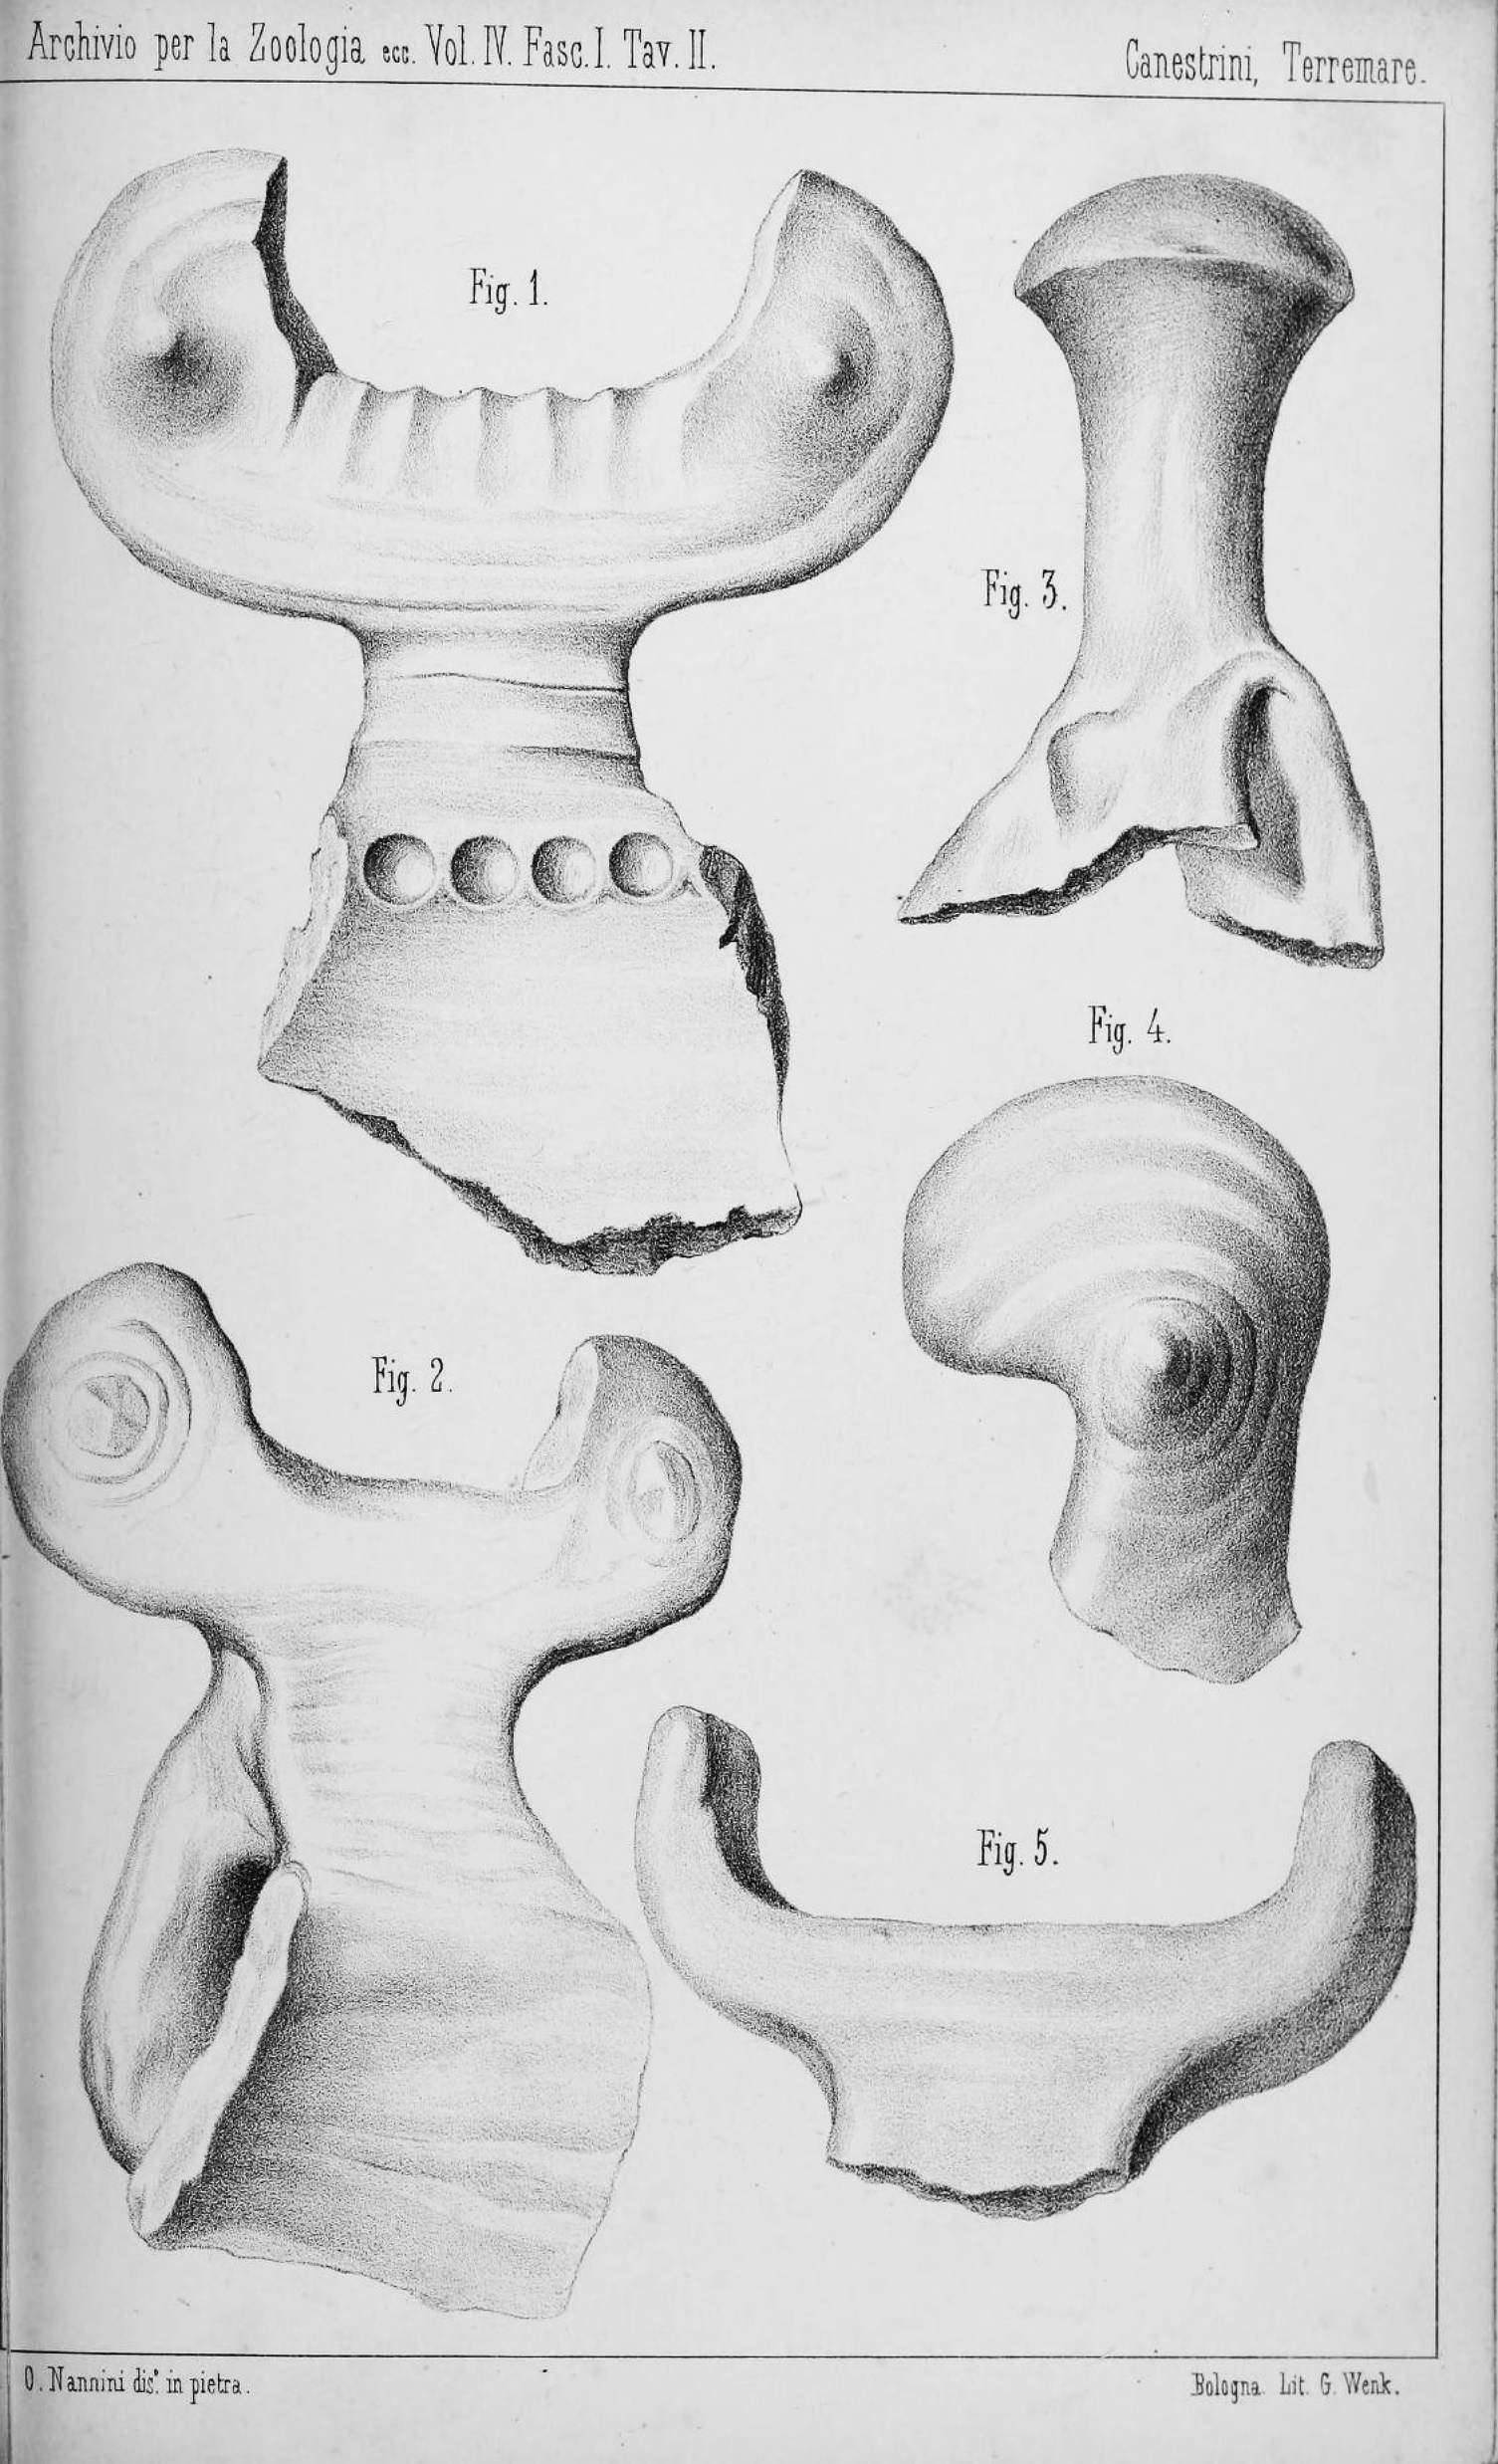 Archivio per la Zoologia ecc. Vol. IV. Fasc. I. Tav. II.
Canestrini, Terremare.
Fig. 1.
Fig. 3.
Fig. 4.
Fig. 2.
Fig. 5.
O. Nannini dis.° in pietra.
Bologna. Lit. G. Wenk.